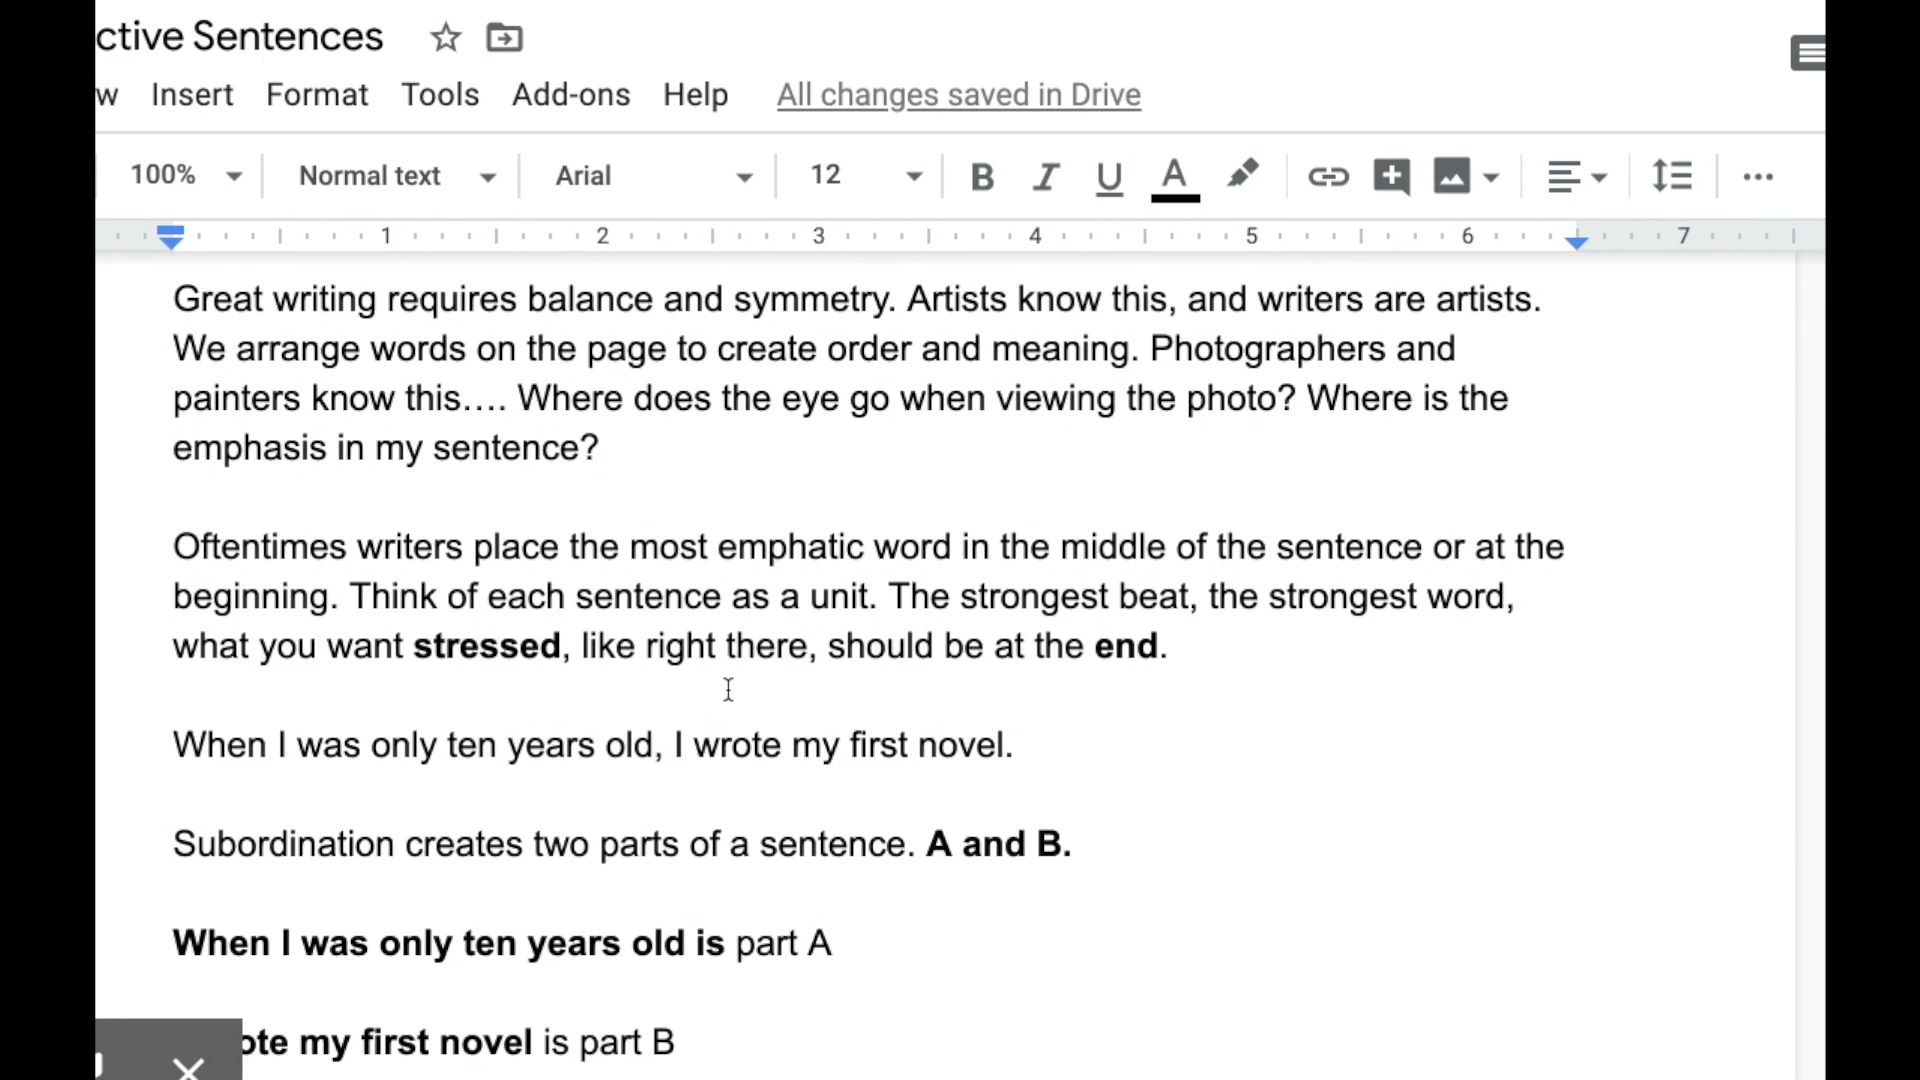 ctive Sentences
w Insert Format Tools Add-ons Help All changes saved in Drive
100% Normal text Arial 12 B I U A
1 2 3 4 5 6 7
Great writing requires balance and symmetry. Artists know this, and writers are artists.
We arrange words on the page to create order and meaning. Photographers and
painters know this.... Where does the eye go when viewing the photo? Where is the
emphasis in my sentence?
Oftentimes writers place the most emphatic word in the middle of the sentence or at the
beginning. Think of each sentence as a unit. The strongest beat, the strongest word,
what you want stressed, like right there, should be at the end.
When I was only ten years old, I wrote my first novel.
Subordination creates two parts of a sentence. A and B.
When I was only ten years old is part A
ote my first novel is part B